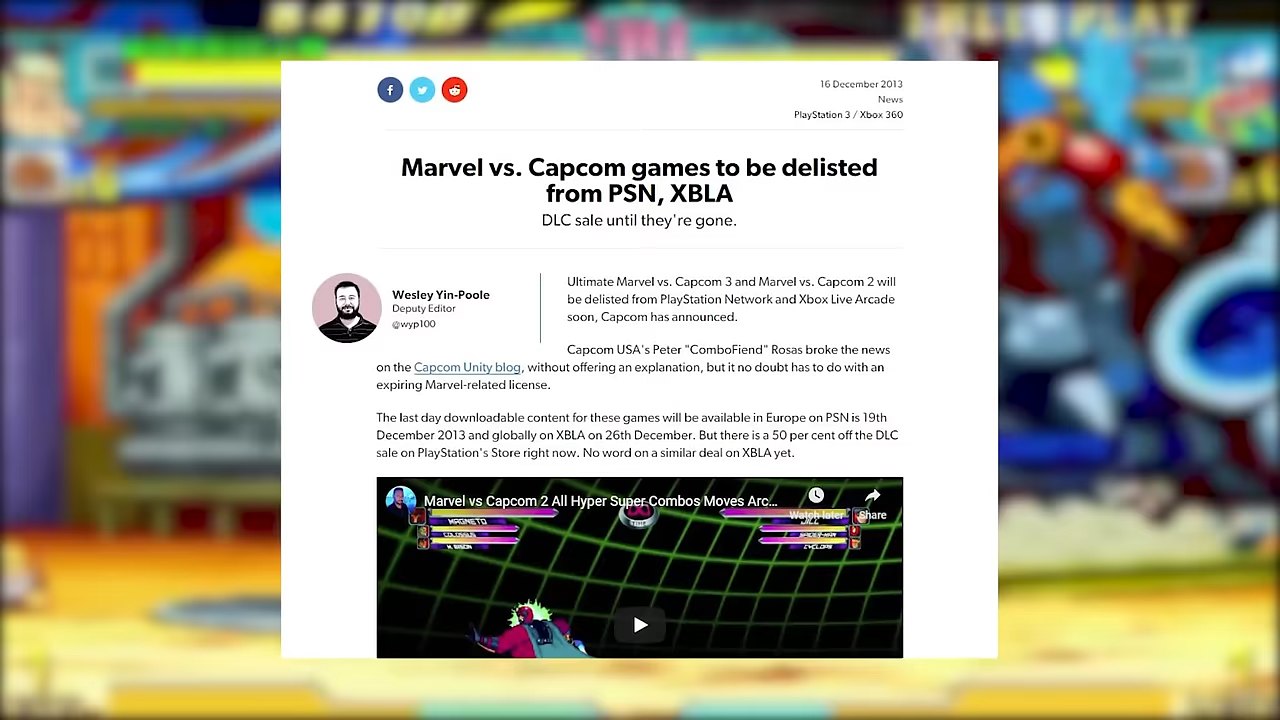 16 December 2013
News
PlayStation 3 / Xbox 360
Marvel vs. Capcom games to be delisted
from PSN, XBLA
DLC sale until they're gone.
Wesley Yin-Poole
Deputy Editor
@wyp100
Ultimate Marvel vs. Capcom 3 and Marvel vs. Capcom 2 will
be delisted from PlayStation Network and Xbox Live Arcade
soon, Capcom has announced.
Capcom USA's Peter "ComboFiend" Rosas broke the news
on the Capcom Unity blog, without offering an explanation, but it no doubt has to do with an
expiring Marvel-related license.
The last day downloadable content for these games will be available in Europe on PSN is 19th
December 2013 and globally on XBLA on 26th December. But there is a 50 per cent off the DLC
sale on PlayStation's Store right now. No word on a similar deal on XBLA yet.
Marvel vs Capcom 2 All Hyper Super Combos Moves Arc...
Watch later
Share
MAGNETO
COLOSSUS
M. BISON
JILL
SPIDER-MAN
CYCLOPS